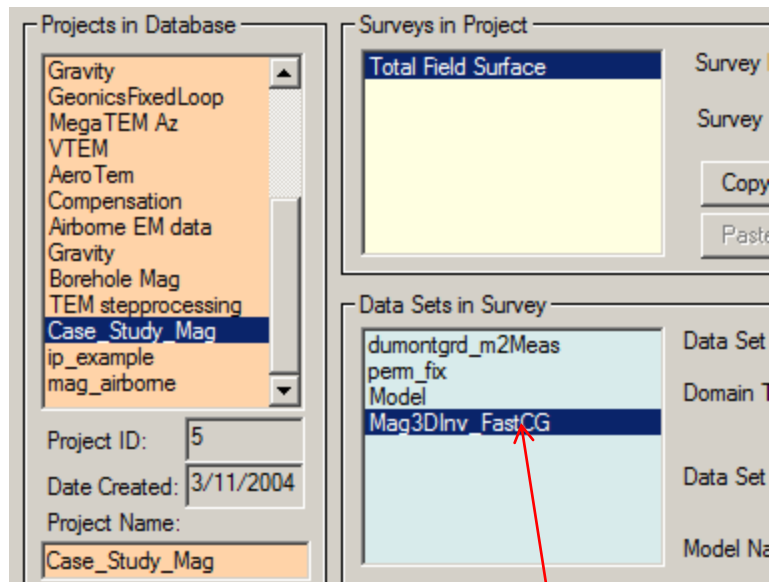 Projects in Database
Gravity
GeonicsFixedLoop
MegaTEM Az
VTEM
AeroTem
Compensation
Airborne EM data
Gravity
Borehole Mag
TEM stepprocessing
Case_Study_Mag
ip_example
mag_airborne
Project ID: 5
Date Created: 3/11/2004
Project Name:
Case_Study_Mag
Surveys in Project
Total Field Surface
Survey
Survey
Copy
Paste
Data Sets in Survey
dumontgrd_m2Meas
perm_fix
Model
Mag3DInv_FastCG
Data Set
Domain T
Data Set
Model Na